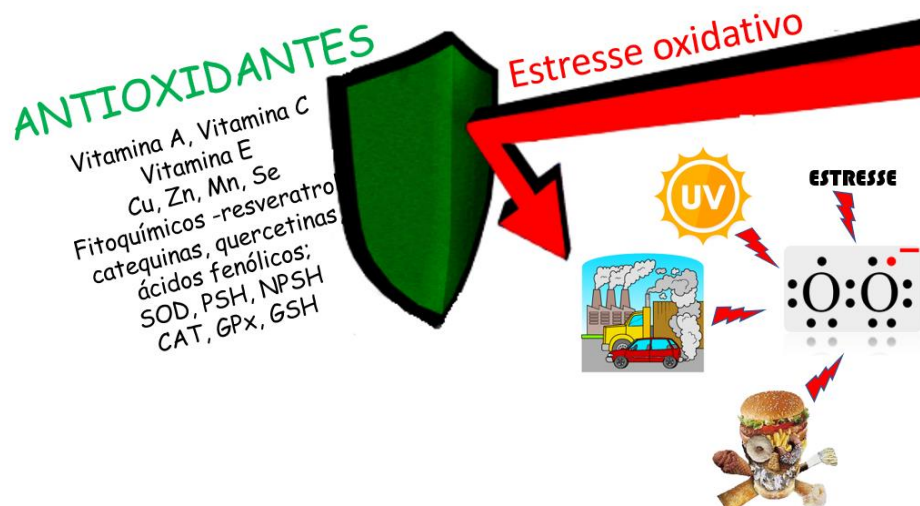 ANTIOXIDANTES
Vitamina A, Vitamina C
Vitamina E
Cu, Zn, Mn, Se
Fitoquímicos -resveratrol
catequinas, quercetinas
ácidos fenólicos;
SOD, PSH, NPSH
CAT, GPx, GSH
Estresse oxidativo
UV
ESTRESSE
:O:O: